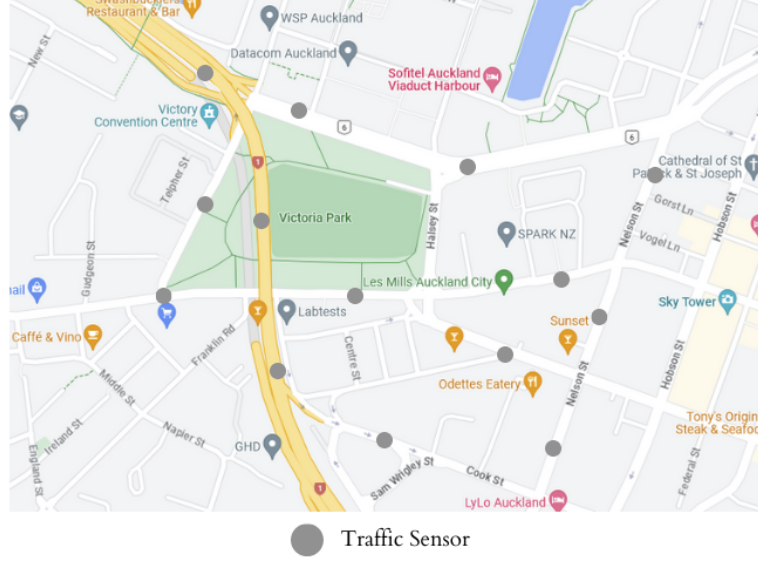 Restaurant & Bar
WSP Auckland
New St
Datacom Auckland
Sofitel Auckland
Viaduct Harbour
Victory
Convention Centre
6
6
1
Telpher St
Cathedral of St
Patrick & St Joseph
Victoria Park
Halsey St
Nelson St
Gorst Ln
Hobson St
SPARK NZ
Vogel Ln
Gudgeon St
Les Mills Auckland City
ail
Labtests
Sky Tower
Sunset
Caffé & Vino
Franklin Rd
Centre St
Hobson St
Nelson St
Odettes Eatery
Middle St
Tony's Origin
Steak & Seafoo
Napier St
Ireland St
GHD
England St
Sam Wrigley St
Cook St
Federal St
1
LyLo Auckland
Traffic Sensor